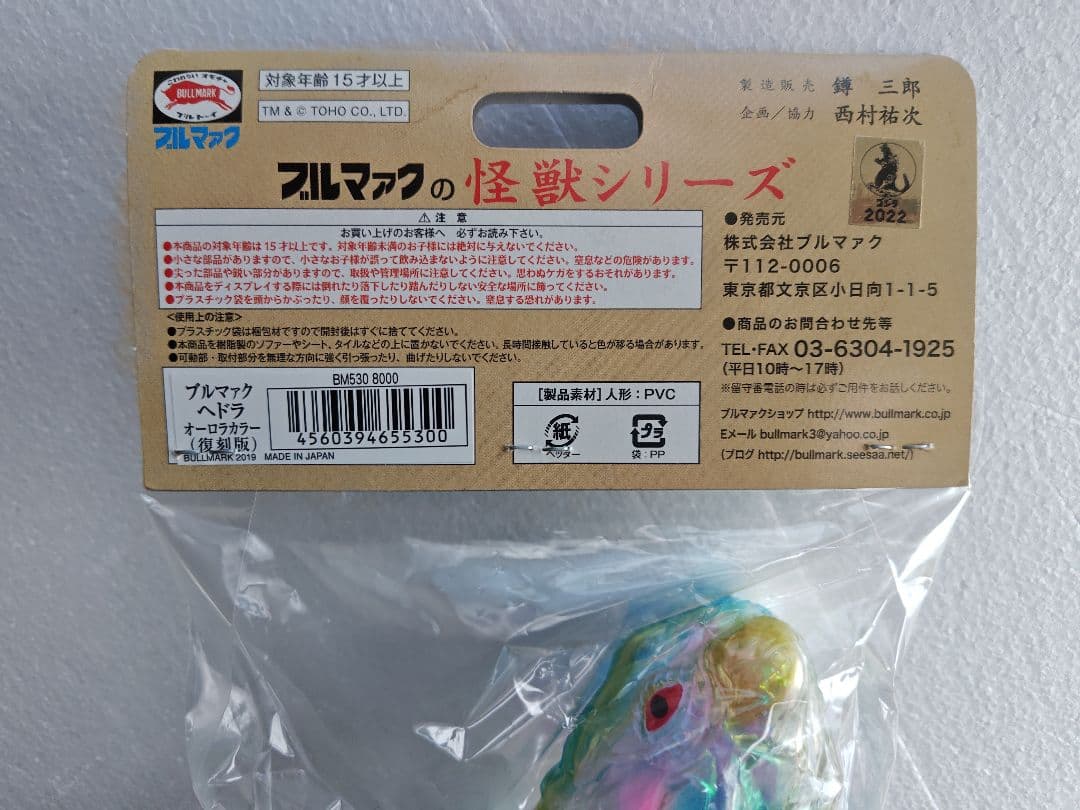 これわないオモチャ
BULLMARK
ブルトーイ
ブルマァク
対象年齢15才以上
TM & © TOHO CO., LTD.
製造販売 鐏 三郎
企画/協力 西村祐次
ブルマァクの怪獣シリーズ
ゴジラ
2022
⚠注 意
お買い上げのお客様へ 必ずお読み下さい。
●本商品の対象年齢は15才以上です。対象年齢未満のお子様には絶対に与えないでください。
●小さな部品がありますので、小さなお子様が誤って飲み込まないように注意してください。窒息などの危険があります。
●尖った部品や鋭い部分がありますので、取扱や管理場所に注意してください。思わぬケガをするおそれがあります。
●本商品をディスプレイする際には倒れたり落下したり踏んだりしない安全な場所に飾ってください。
●プラスチック袋を頭からかぶったり、顔を覆ったりしないでください。窒息する恐れがあります。
<使用上の注意>
●プラスチック袋は梱包材ですので開封後はすぐに捨ててください。
●本商品を樹脂製のソファーやシート、タイルなどの上に置かないでください。長時間接触していると色が移る場合があります。
●可動部・取付部分を無理な方向に強く引っ張ったり、曲げたりしないでください。
ブルマァク
ヘドラ
オーロラカラー
(復刻版)
BM530 8000
4560394655300
BULLMARK 2019 MADE IN JAPAN
[製品素材]人形:PVC
紙
ヘッダー
プラ
袋:PP
●発売元
株式会社ブルマァク
〒112-0006
東京都文京区小日向1-1-5
●商品のお問合わせ先等
TEL・FAX 03-6304-1925
(平日10時〜17時)
※留守番電話の時は必ずご用件をお話しください。
ブルマァクショップ http://www.bullmark.co.jp
Eメール bullmark3@yahoo.co.jp
(ブログ http://bullmark.seesaa.net/)